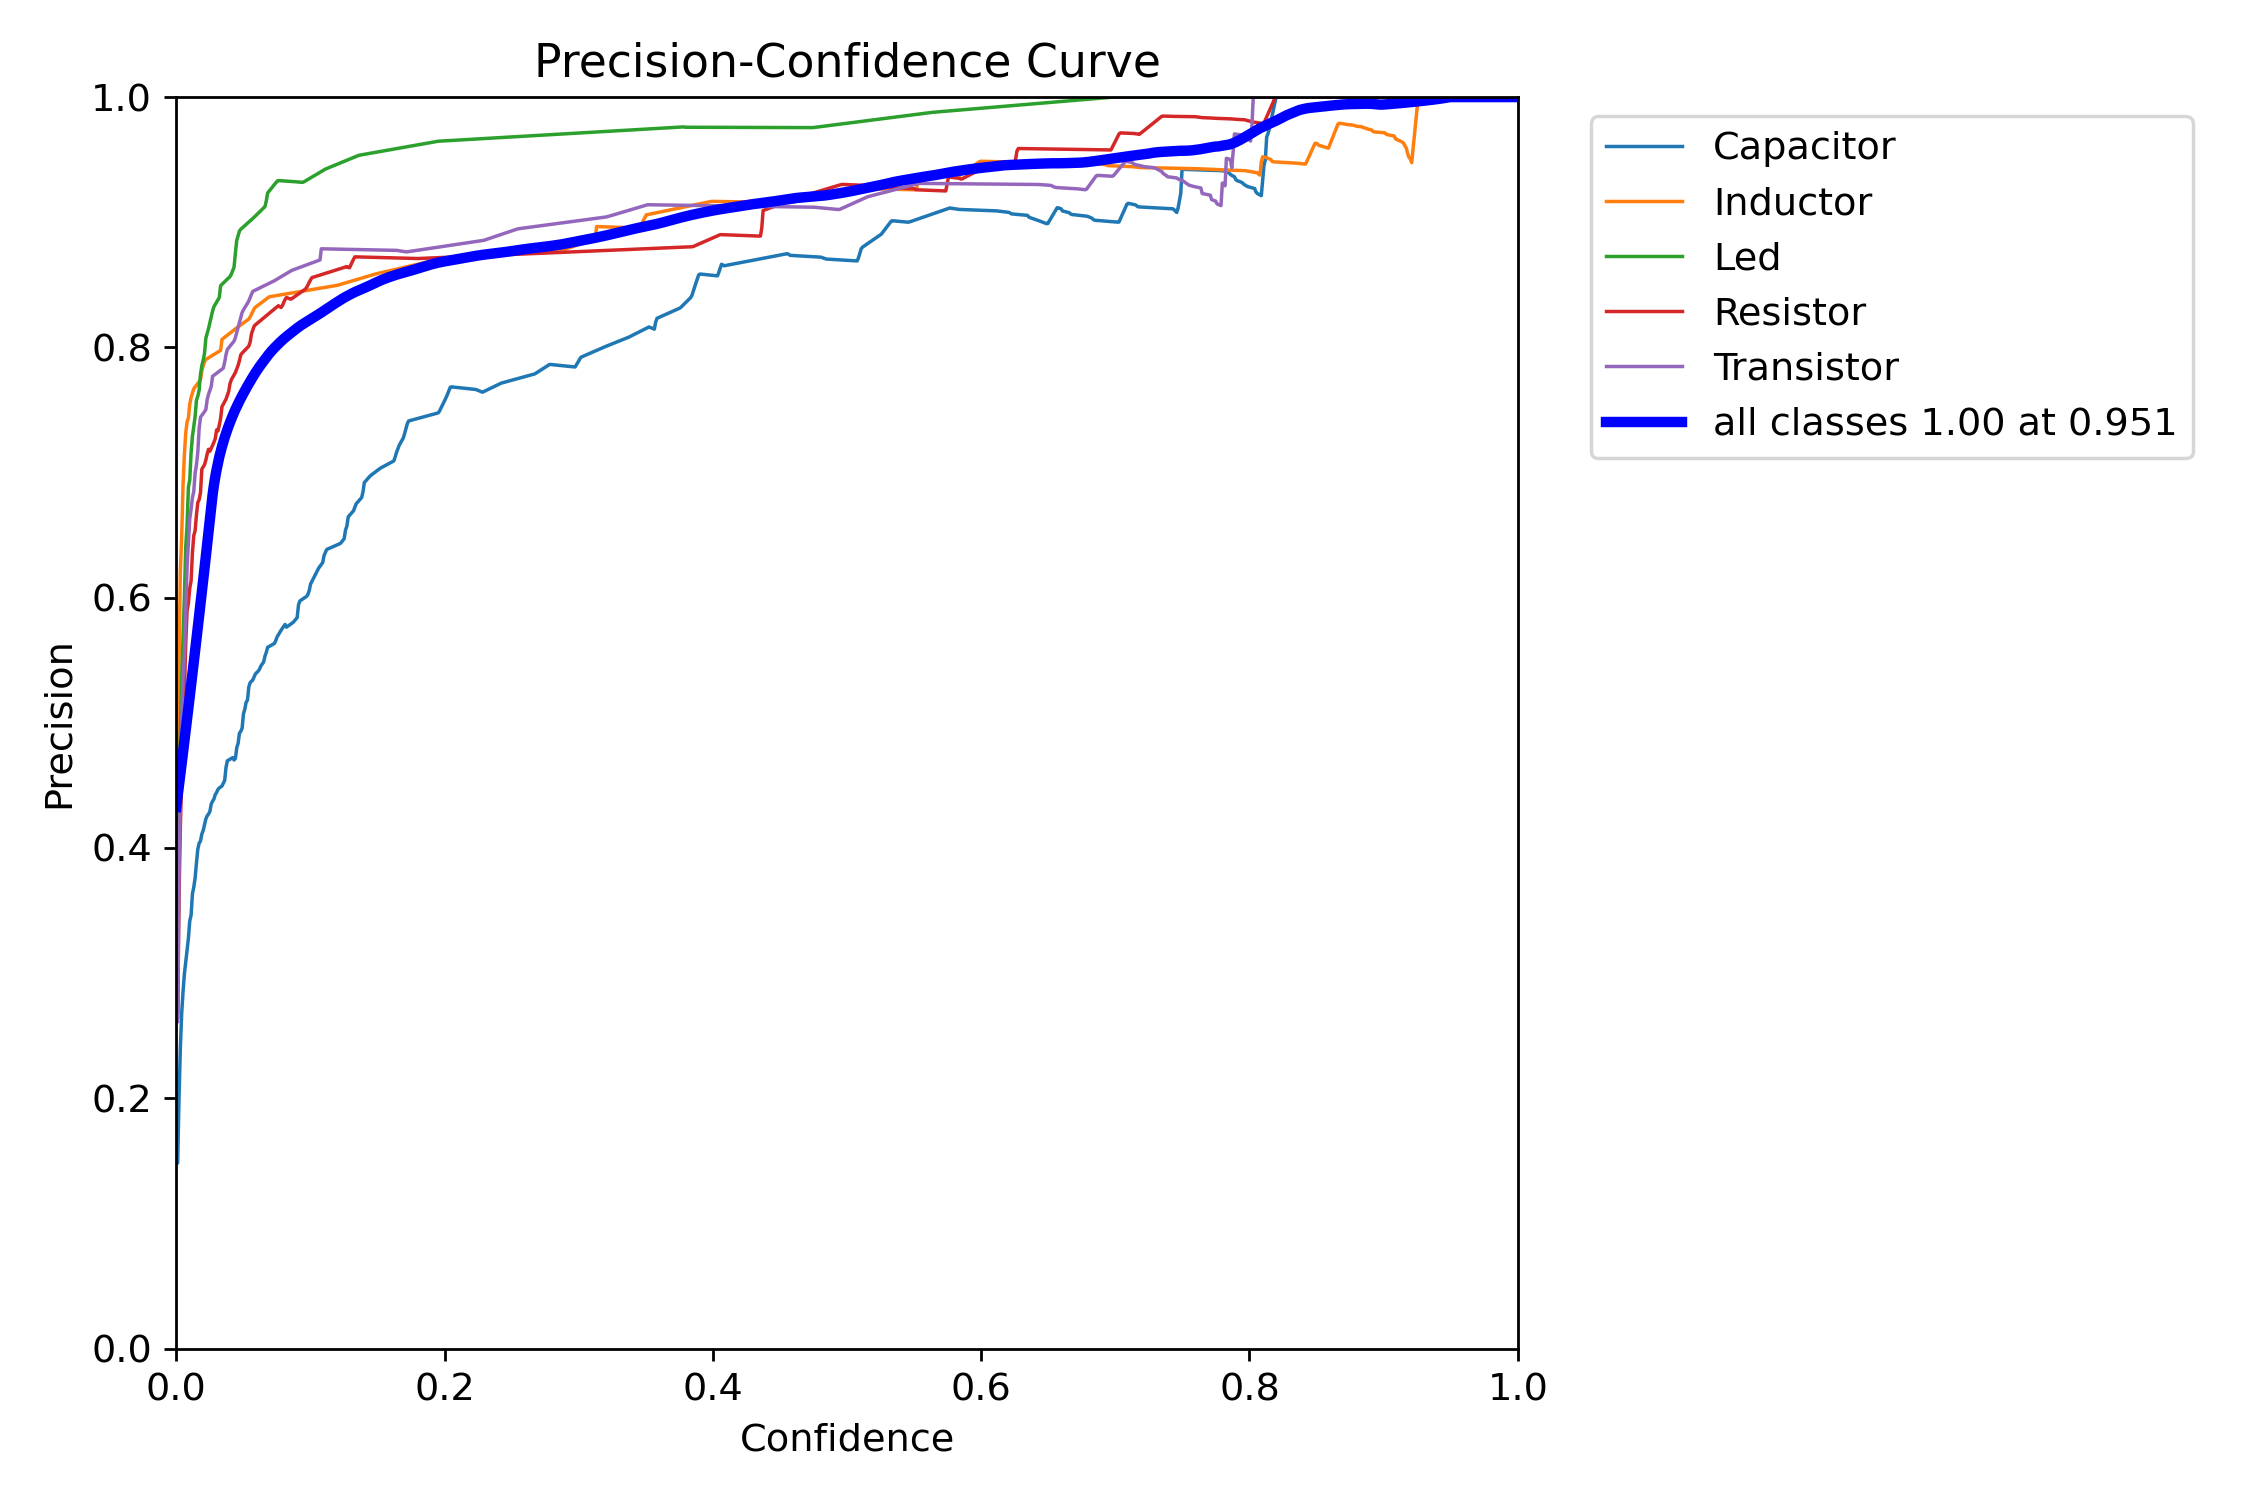 Precision-Confidence Curve
1.0
0.8
0.6
0.4
0.2
0.0
Precision
0.0 0.2 0.4 0.6 0.8 1.0
Confidence
Capacitor
Inductor
Led
Resistor
Transistor
all classes 1.00 at 0.951